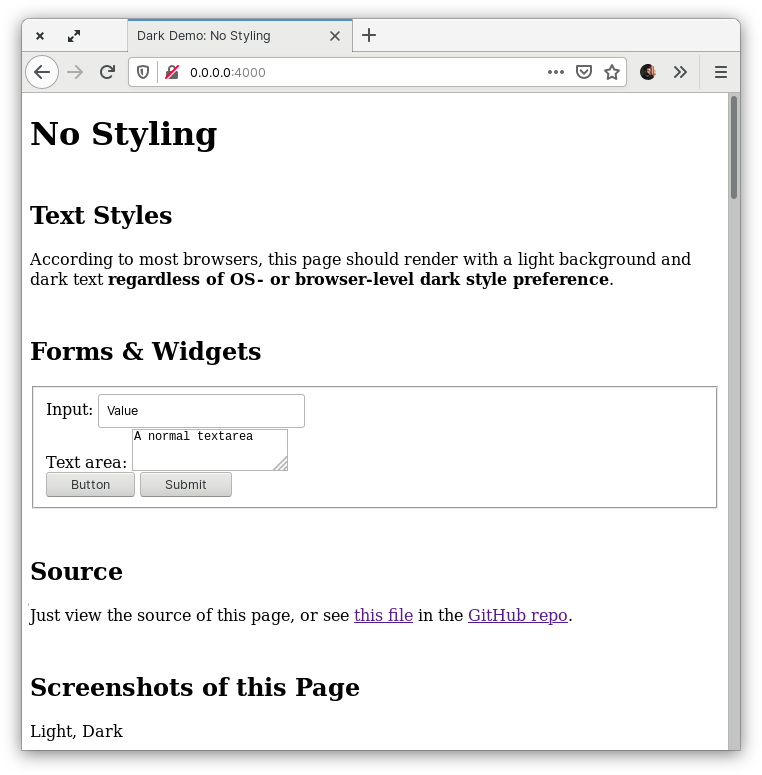 Dark Demo: No Styling
0.0.0.0:4000
No Styling
Text Styles
According to most browsers, this page should render with a light background and
dark text regardless of OS- or browser-level dark style preference.
Forms & Widgets
Input: Value
A normal textarea
Text area:
Button Submit
Source
Just view the source of this page, or see this file in the GitHub repo.
Screenshots of this Page
Light, Dark